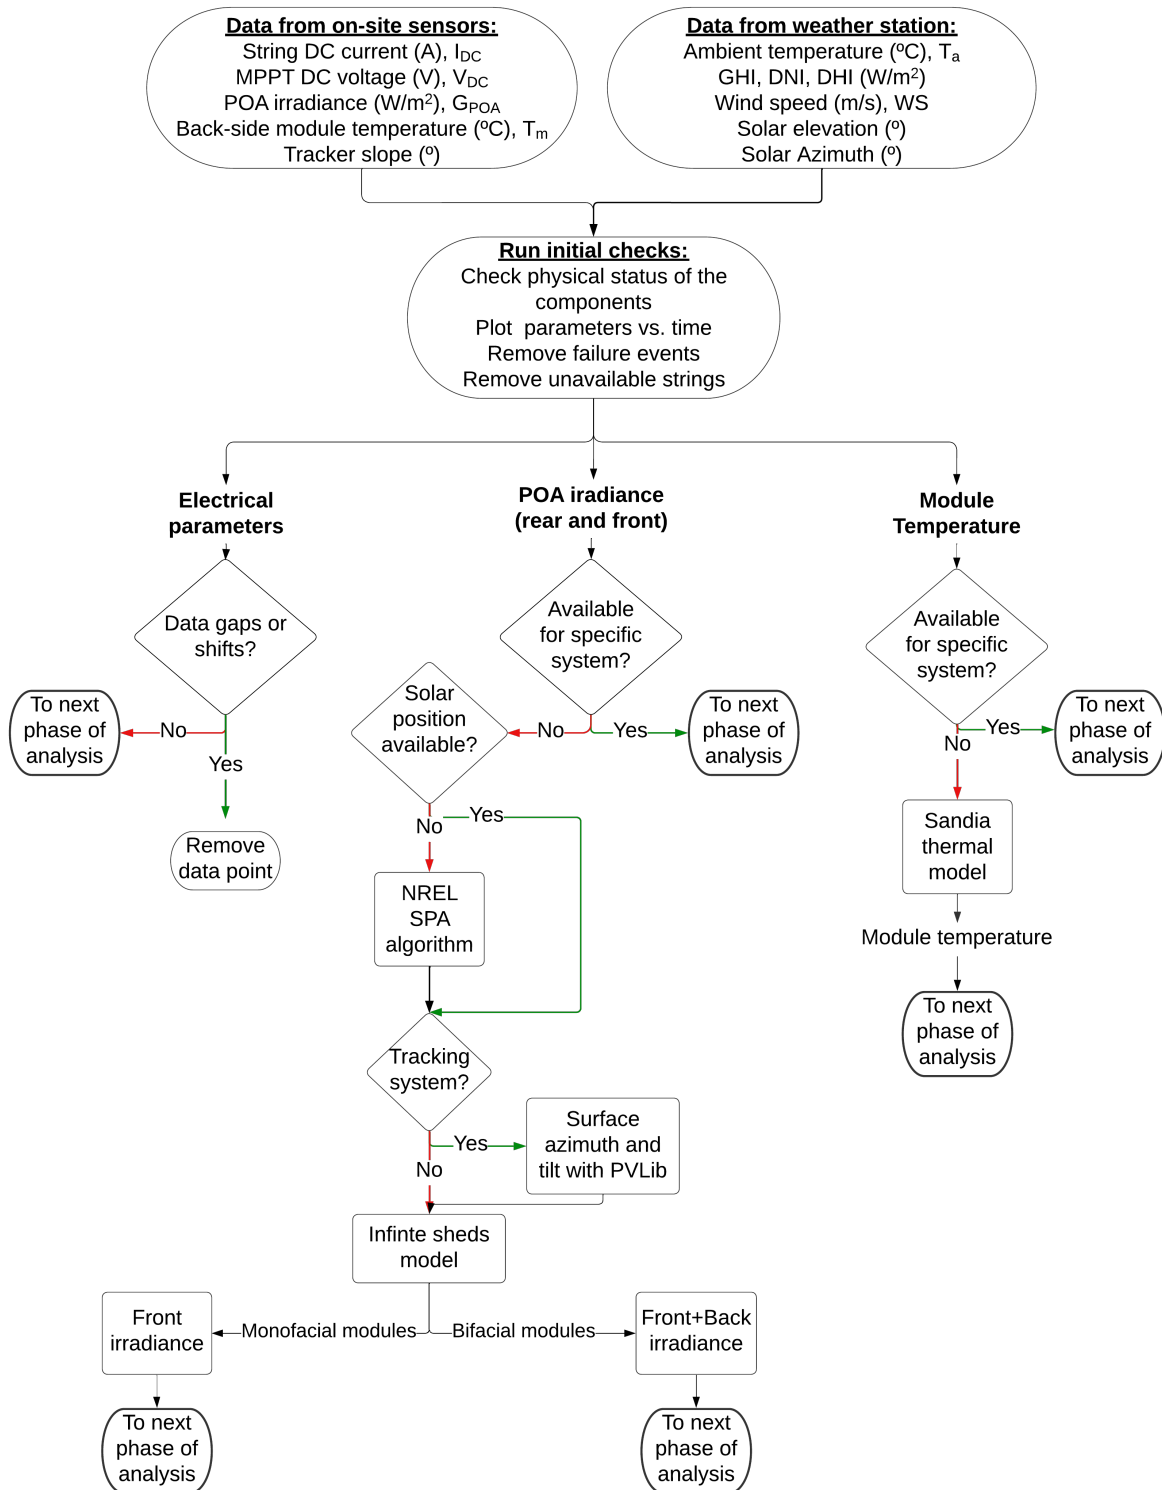 Data from on-site sensors:
String DC current (A), IDC
MPPT DC voltage (V), VDC
POA irradiance (W/m²), GPOA
Back-side module temperature (ºC), Tm
Tracker slope (º)
Data from weather station:
Ambient temperature (ºC), Ta
GHI, DNI, DHI (W/m²)
Wind speed (m/s), WS
Solar elevation (º)
Solar Azimuth (º)
Run initial checks:
Check physical status of the
components
Plot parameters vs. time
Remove failure events
Remove unavailable strings
Electrical
parameters
POA iradiance
(rear and front)
Module
Temperature
Data gaps or
shifts?
Available
for specific
system?
Available
for specific
system?
To next
phase of
analysis
No
Yes
Remove
data point
Solar
position
available?
No
Yes
To next
phase of
analysis
Yes
No
To next
phase of
analysis
No
Yes
NREL
SPA
algorithm
Sandia
thermal
model
Module temperature
To next
phase of
analysis
Tracking
system?
Yes
No
Surface
azimuth and
tilt with PVLib
Infinte sheds
model
Front
irradiance
Monofacial modules
Bifacial modules
Front+Back
irradiance
To next
phase of
analysis
To next
phase of
analysis